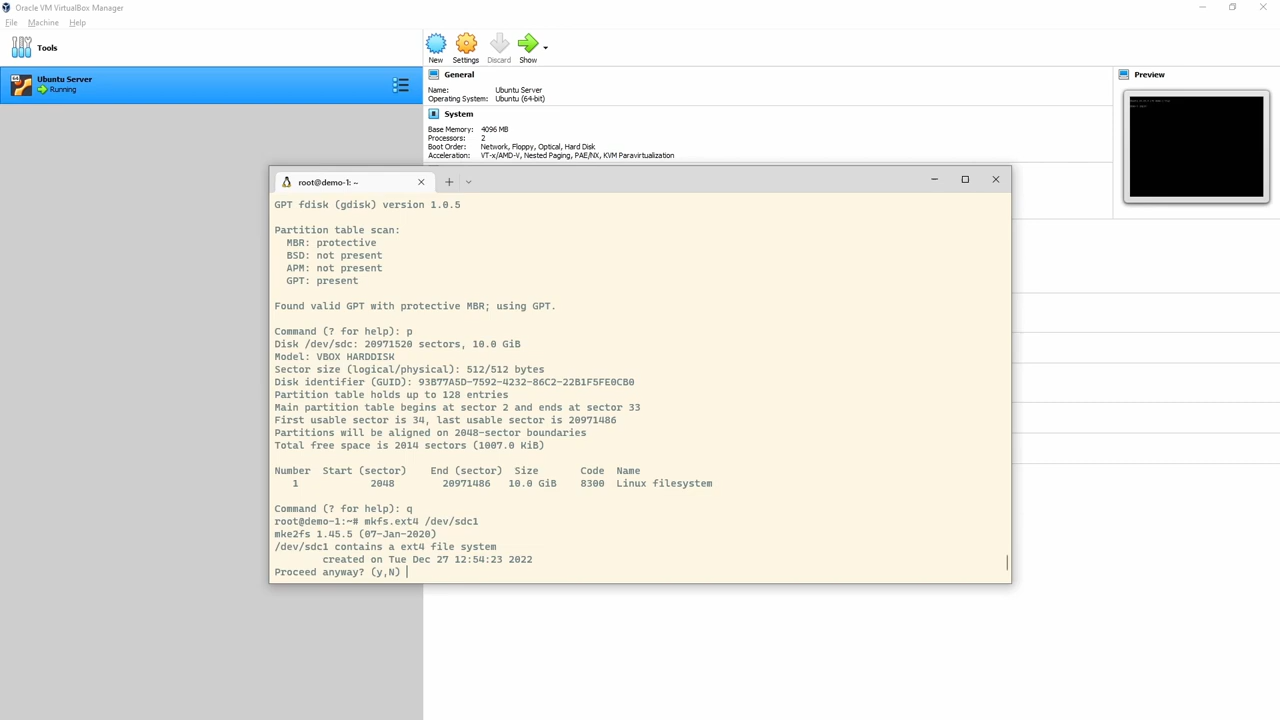 Oracle VM VirtualBox Manager
File Machine Help
Tools
New Settings Discard Show
Ubuntu Server
Running
General
Name: Ubuntu Server
Operating System: Ubuntu (64-bit)
System
Base Memory: 4096 MB
Processors: 2
Boot Order: Network, Floppy, Optical, Hard Disk
Acceleration: VT-x/AMD-V, Nested Paging, PAE/NX, KVM Paravirtualization
Preview
root@demo-1: ~
GPT fdisk (gdisk) version 1.0.5
Partition table scan:
MBR: protective
BSD: not present
APM: not present
GPT: present
Found valid GPT with protective MBR; using GPT.
Command (? for help): p
Disk /dev/sdc: 20971520 sectors, 10.0 GiB
Model: VBOX HARDDISK
Sector size (logical/physical): 512/512 bytes
Disk identifier (GUID): 93B77A5D-7592-4232-86C2-22B1F5FE0CB0
Partition table holds up to 128 entries
Main partition table begins at sector 2 and ends at sector 33
First usable sector is 34, last usable sector is 20971486
Partitions will be aligned on 2048-sector boundaries
Total free space is 2014 sectors (1007.0 KiB)
Number Start (sector) End (sector) Size Code Name
1 2048 20971486 10.0 GiB 8300 Linux filesystem
Command (? for help): q
root@demo-1:~# mkfs.ext4 /dev/sdc1
mke2fs 1.45.5 (07-Jan-2020)
/dev/sdc1 contains a ext4 file system
created on Tue Dec 27 12:54:23 2022
Proceed anyway? (y,N)